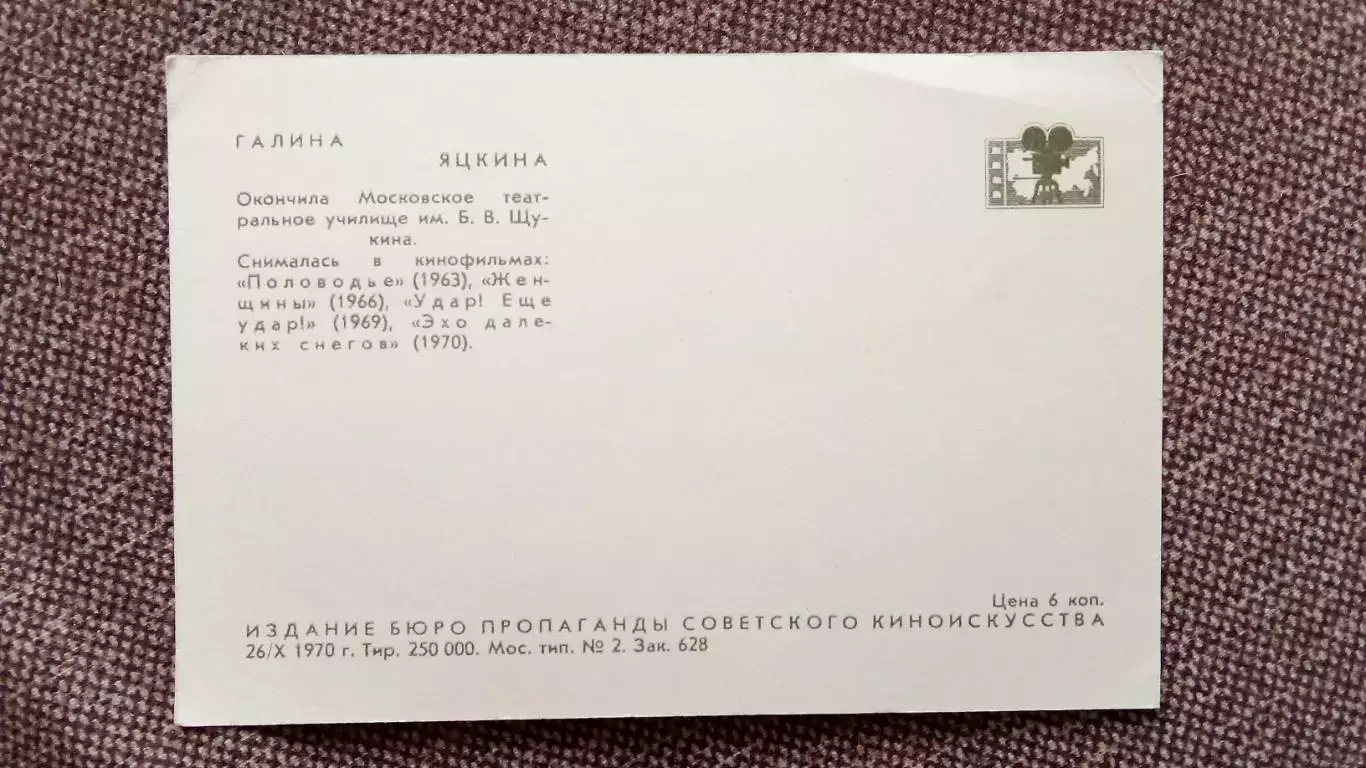 ГАЛИНА
ЯЦКИНА
Окончила Московское теат-
ральное училище им. Б. В. Щу-
кина.
Снималась в кинофильмах:
«Половодье» (1963), «Жен-
щины» (1966), «Удар! Еще
удар!» (1969), «Эхо дале-
ких снегов» (1970).
Цена 6 коп.
ИЗДАНИЕ БЮРО ПРОПАГАНДЫ СОВЕТСКОГО КИНОИСКУССТВА
26/X 1970 г. Тир. 250 000. Мос. тип. № 2. Зак. 628